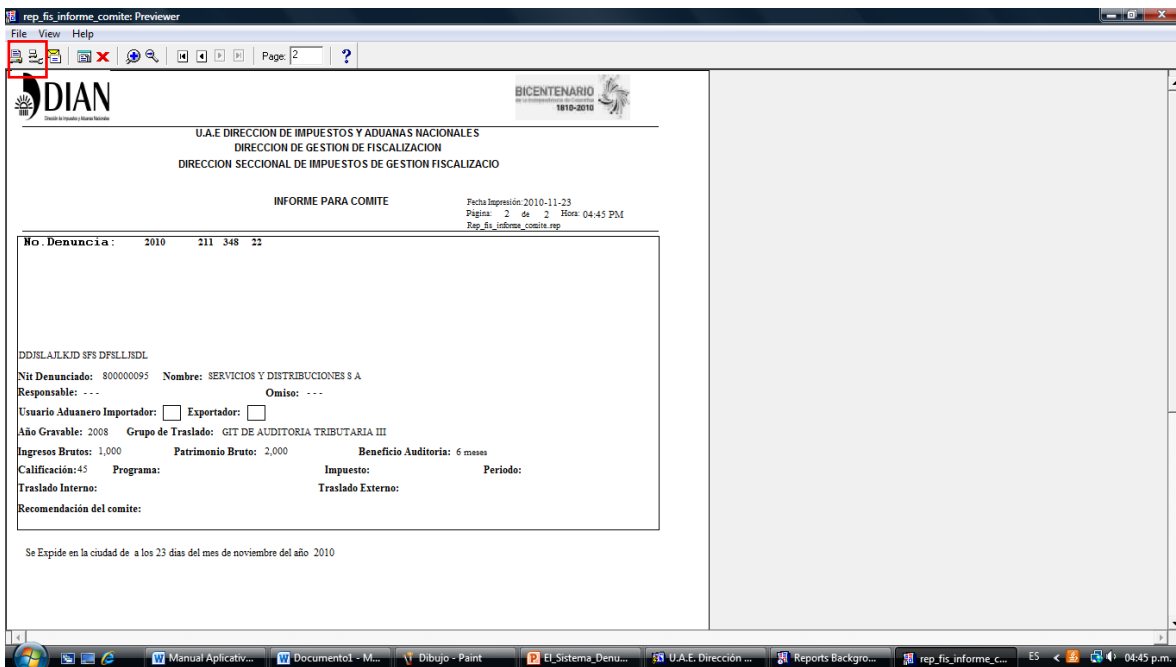 rep_fis_informe_comite: Previewer
File View Help
Page: 2 ?
DIAN
Dirección de Impuestos y Aduanas Nacionales
BICENTENARIO
1810-2010
U.A.E DIRECCION DE IMPUESTOS Y ADUANAS NACIONALES
DIRECCION DE GESTION DE FISCALIZACION
DIRECCION SECCIONAL DE IMPUESTOS DE GESTION FISCALIZACIO
INFORME PARA COMITE
Fecha Impresión:2010-11-23
Página: 2 de 2 Hora: 04:45 PM
Rep_fis_informe_comite.rep
No.Denuncia: 2010 211 348 22
DDJSLAJLKJD SFS DFSLLJSDL
Nit Denunciado: 800000095 Nombre: SERVICIOS Y DISTRIBUCIONES S A
Responsable: - - - Omiso: - - -
Usuario Aduanero Importador: Exportador:
Año Gravable: 2008 Grupo de Traslado: GIT DE AUDITORIA TRIBUTARIA III
Ingresos Brutos: 1,000 Patrimonio Bruto: 2,000 Beneficio Auditoria: 6 meses
Calificación:45 Programa: Impuesto: Periodo:
Traslado Interno: Traslado Externo:
Recomendación del comite:
Se Expide en la ciudad de a los 23 dias del mes de noviembre del año 2010
Manual Aplicativ... Documento1 - M... Dibujo - Paint El_Sistema_Denu... U.A.E. Dirección ... Reports Backgro... rep_fis_informe_c... ES 04:45 p.m.